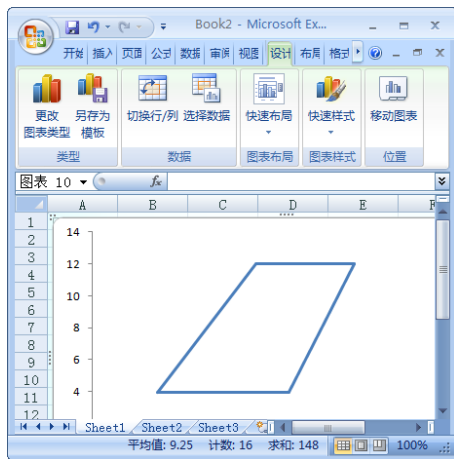 Book2 - Microsoft Ex...
开始 插入 页面 公式 数据 审阅 视图 设计 布局 格式
更改 另存为 切换行/列 选择数据 快速布局 快速样式 移动图表
图表类型 模板
类型 数据 图表布局 图表样式 位置
图表 10 fx
A B C D E F
1
14
2
3
12
4
5
10
6
7
8
8
9
6
10
11
4
12
Sheet1 Sheet2 Sheet3
平均值: 9.25 计数: 16 求和: 148 100%